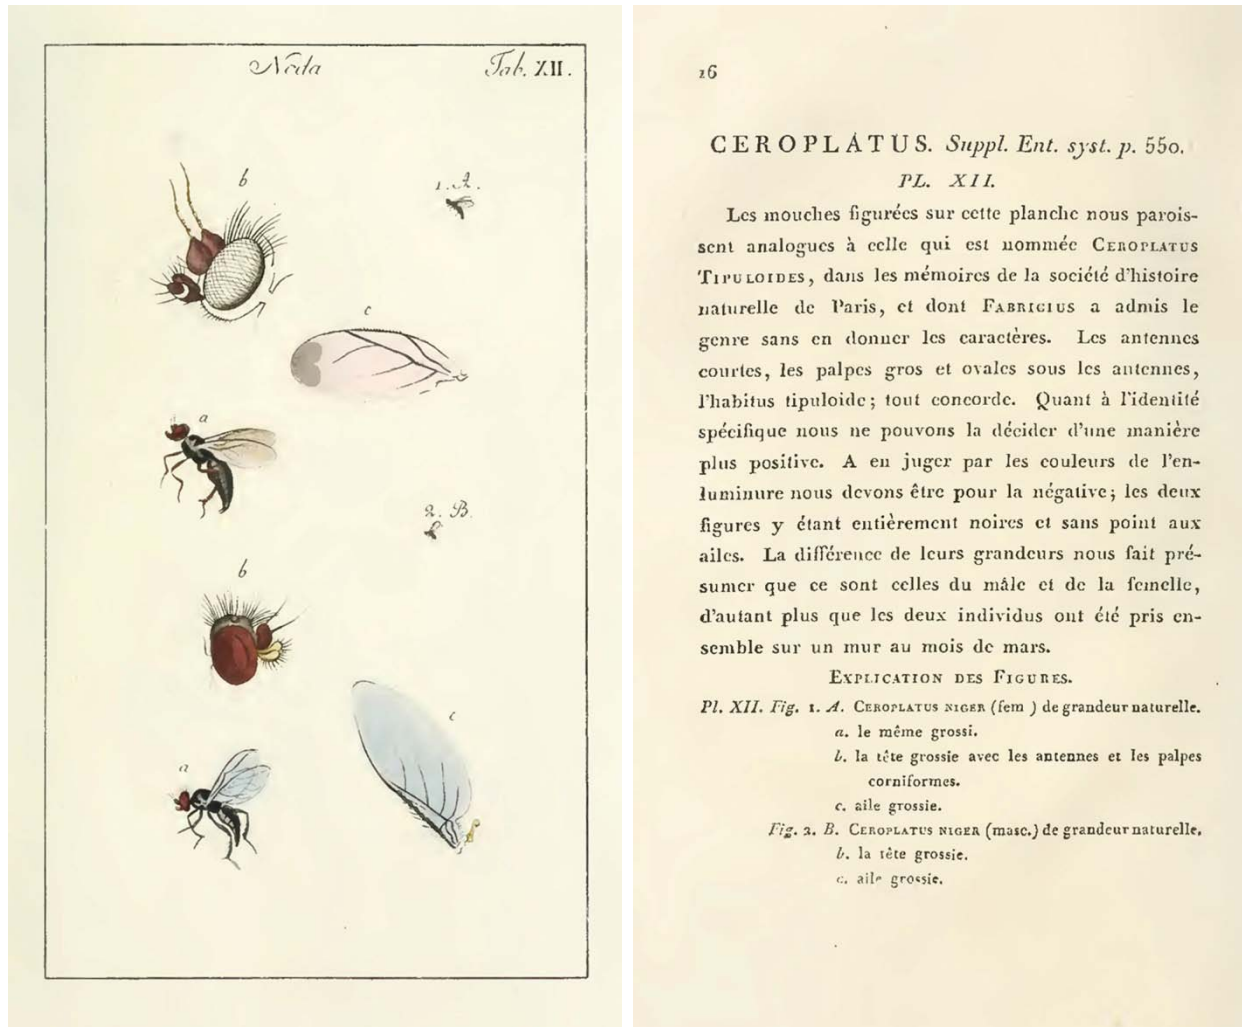 Noda
Tab. XII.
b
1. A.
c
a
2. B.
b
c
a
26
CEROPLATUS. Suppl. Ent. syst. p. 550.
PL. XII.
Les mouches figurées sur cette planche nous parois-
sent analogues à celle qui est nommée CEROPLATUS
TIPULOIDES, dans les mémoires de la société d'histoire
naturelle de Paris, et dont FABRICIUS a admis le
genre sans en donner les caractères. Les antennes
courtes, les palpes gros et ovales sous les antennes,
l'habitus tipuloide; tout concorde. Quant à l'identité
spécifique nous ne pouvons la décider d'une manière
plus positive. A en juger par les couleurs de l'en-
luminure nous devons être pour la négative; les deux
figures y étant entièrement noires et sans point aux
ailes. La différence de leurs grandeurs nous fait pré-
sumer que ce sont celles du mâle et de la femelle,
d'autant plus que les deux individus ont été pris en-
semble sur un mur au mois de mars.
EXPLICATION DES FIGURES.
Pl. XII. Fig. 1. A. CEROPLATUS NIGER (fem ) de grandeur naturelle.
a. le même grossi.
b. la tête grossie avec les antennes et les palpes
corniformes.
c. aile grossie.
Fig. 2. B. CEROPLATUS NIGER (masc.) de grandeur naturelle.
b. la tête grossie.
c. aile grossie.